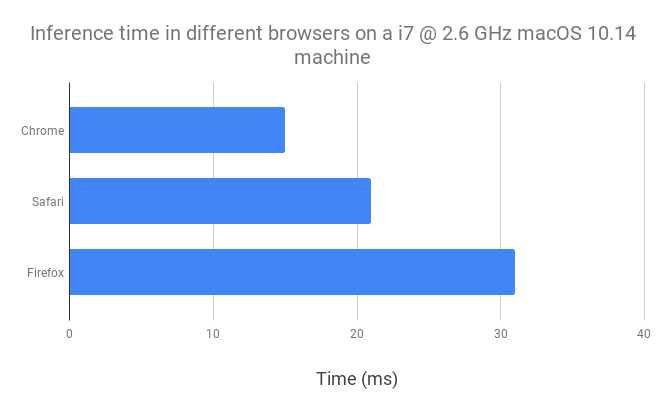 Inference time in different browsers on a i7 @ 2.6 GHz macOS 10.14
machine
Chrome
Safari
Firefox
0 10 20 30 40
Time (ms)